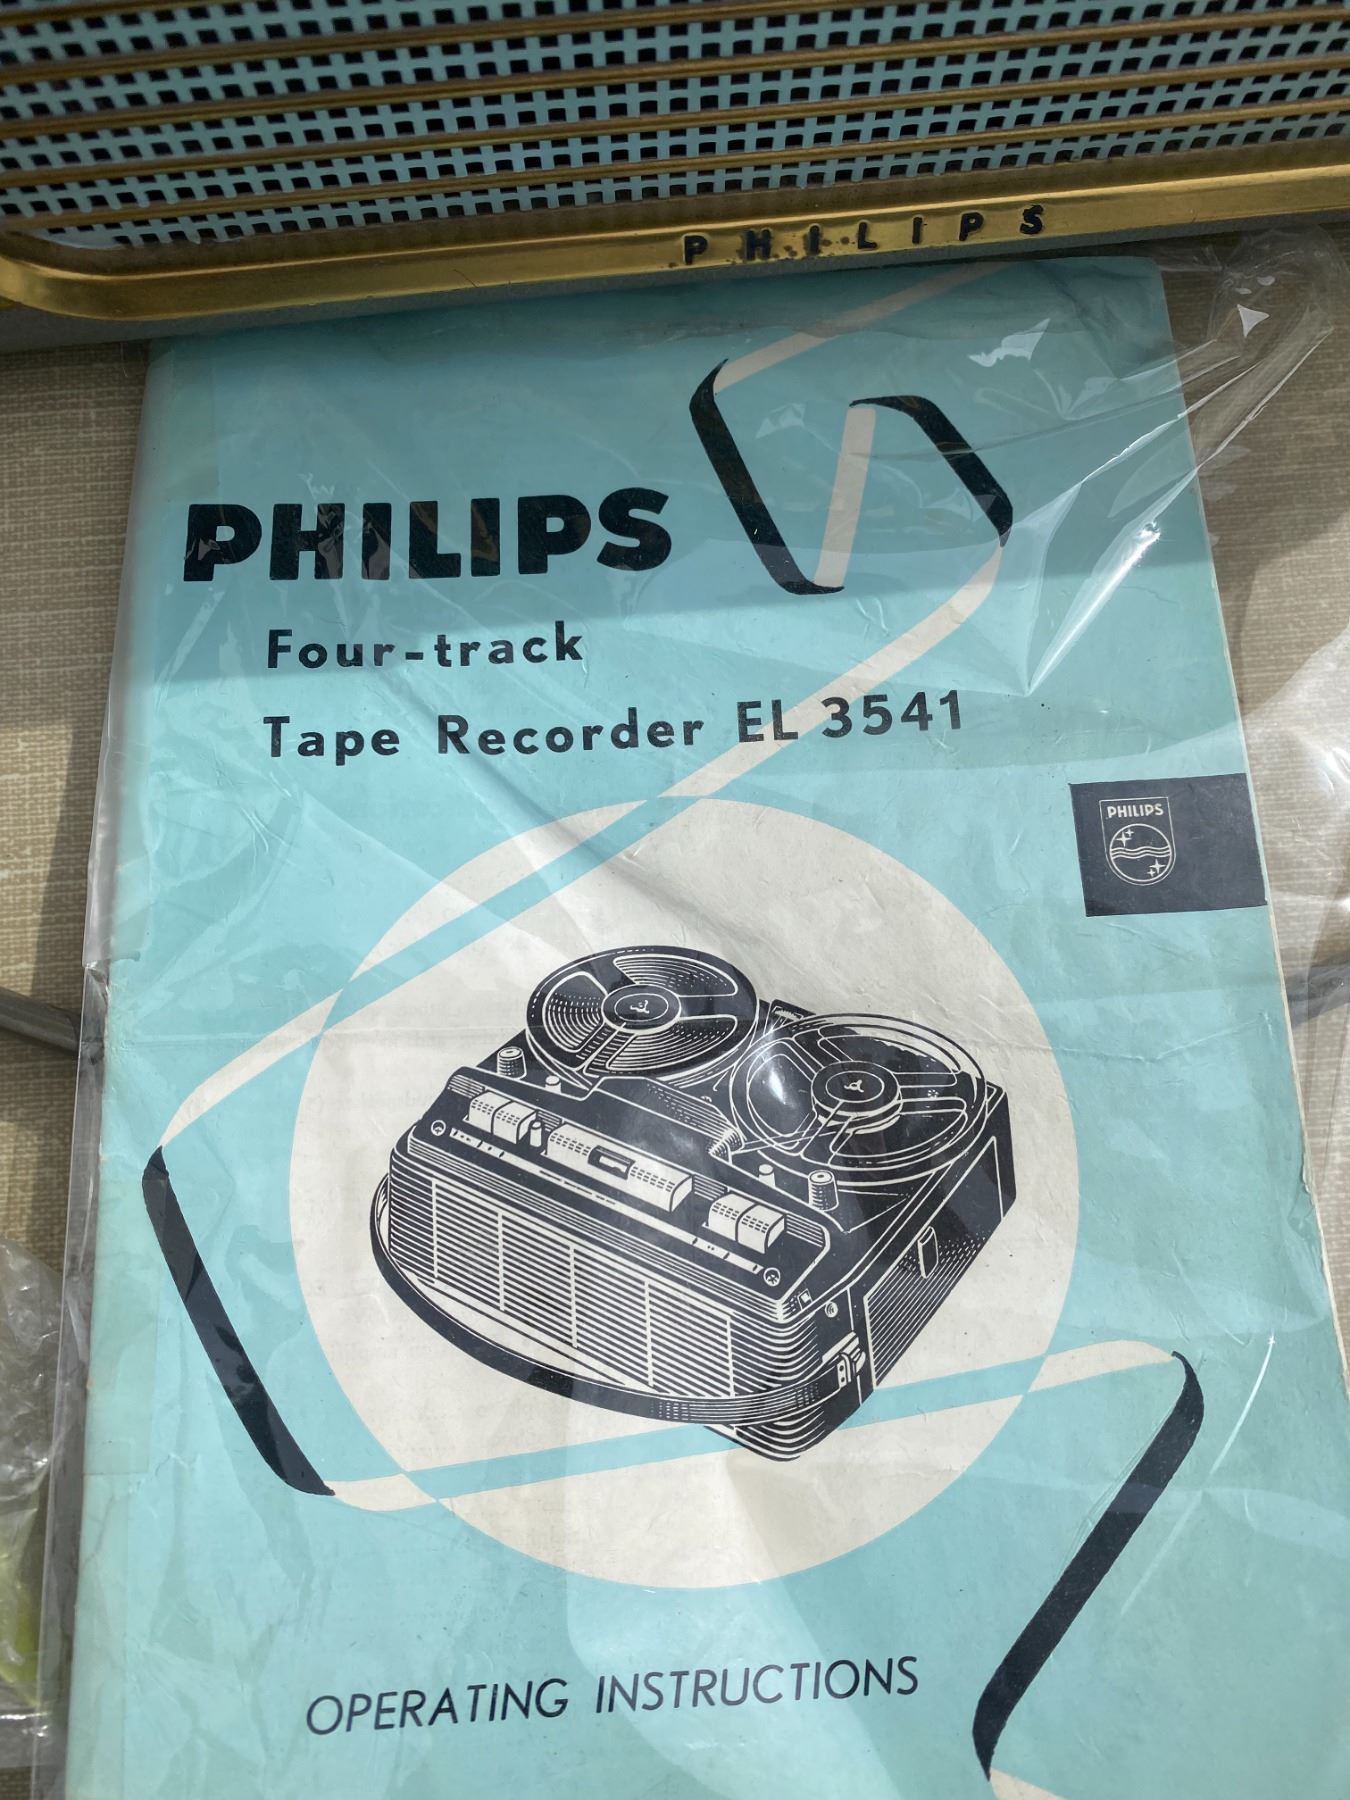 PHILIPS
PHILIPS
Four-track
Tape Recorder EL 3541
PHILIPS
OPERATING INSTRUCTIONS